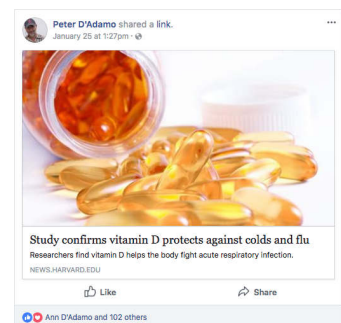 Peter D'Adamo shared a link.
January 25 at 1:27pm ·
Study confirms vitamin D protects against colds and flu
Researchers find vitamin D helps the body fight acute respiratory infection.
NEWS.HARVARD.EDU
Like Share
Ann D'Adamo and 102 others